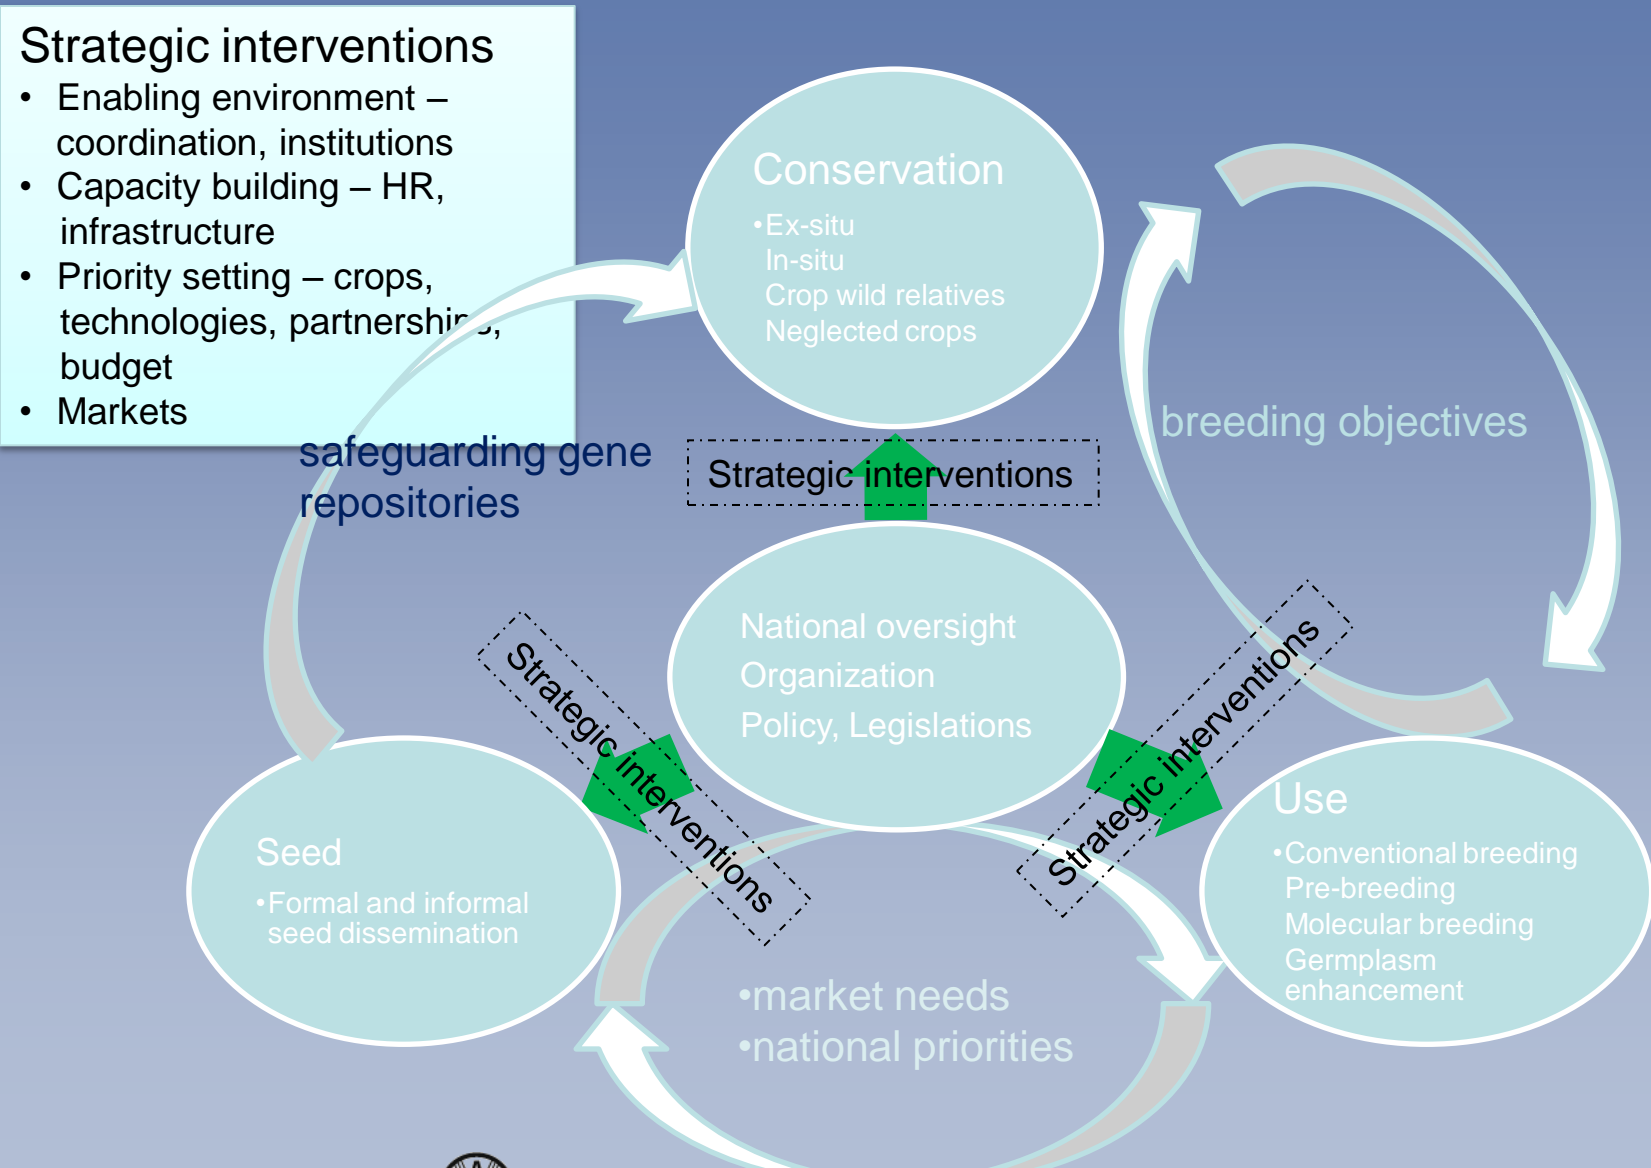 Strategic interventions
• Enabling environment –
coordination, institutions
• Capacity building – HR,
infrastructure
• Priority setting – crops,
technologies, partnerships,
budget
• Markets
Conservation
•Ex-situ
In-situ
Crop wild relatives
Neglected crops
breeding objectives
safeguarding gene
repositories
Strategic interventions
National oversight
Organization
Policy, Legislations
Strategic interventions
Strategic interventions
Seed
•Formal and informal
seed dissemination
Use
•Conventional breeding
Pre-breeding
Molecular breeding
Germplasm
enhancement
•market needs
•national priorities